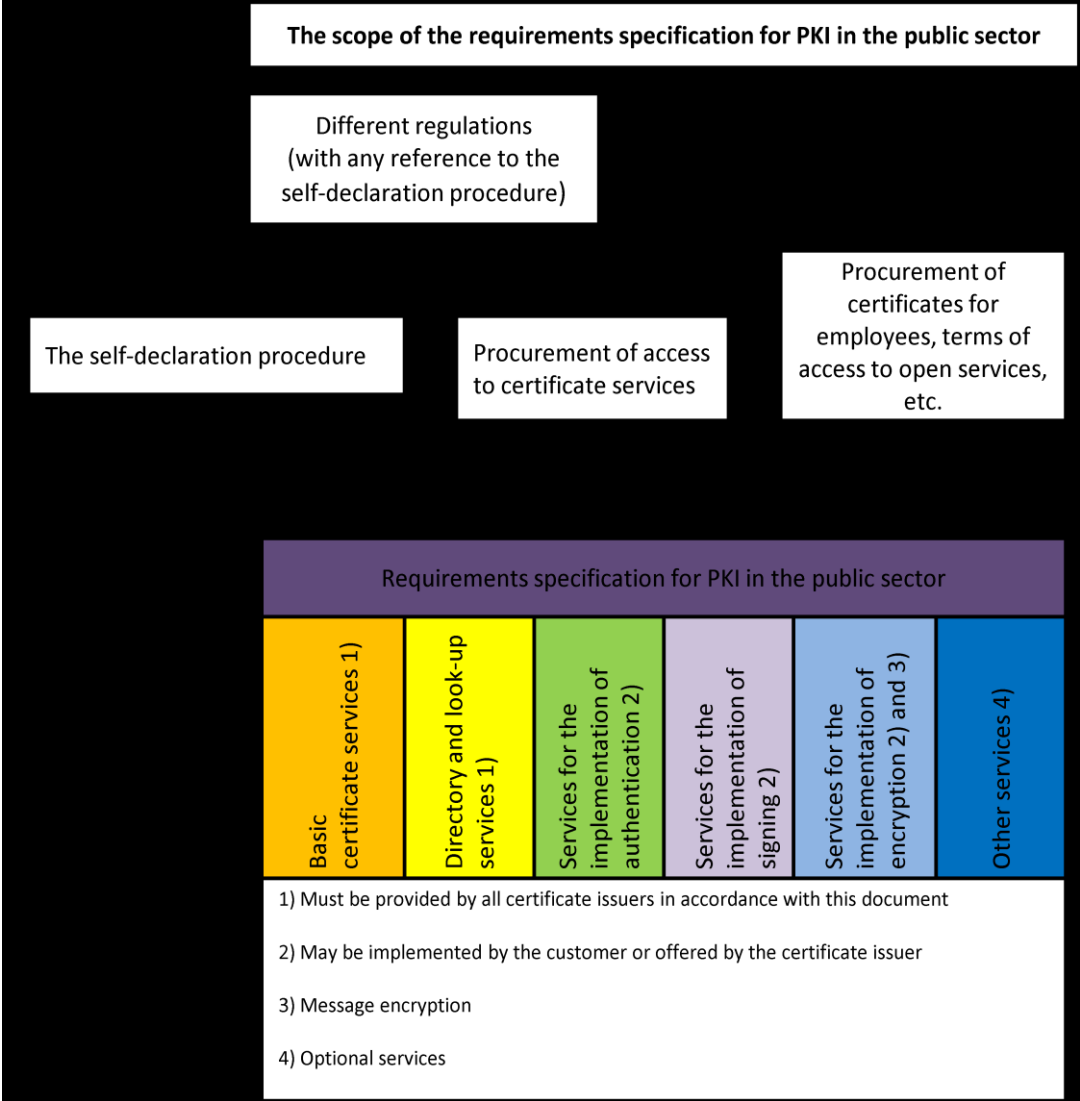 The scope of the requirements specification for PKI in the public sector
Different regulations
(with any reference to the
self-declaration procedure)
Procurement of
certificates for
employees, terms of
access to open services,
etc.
The self-declaration procedure
Procurement of access
to certificate services
Requirements specification for PKI in the public sector
Basic
certificate services 1)
Directory and look-up
services 1)
Services for the
implementation of
authentication 2)
Services for the
implementation of
signing 2)
Services for the
implementation of
encryption 2) and 3)
Other services 4)
1) Must be provided by all certificate issuers in accordance with this document
2) May be implemented by the customer or offered by the certificate issuer
3) Message encryption
4) Optional services